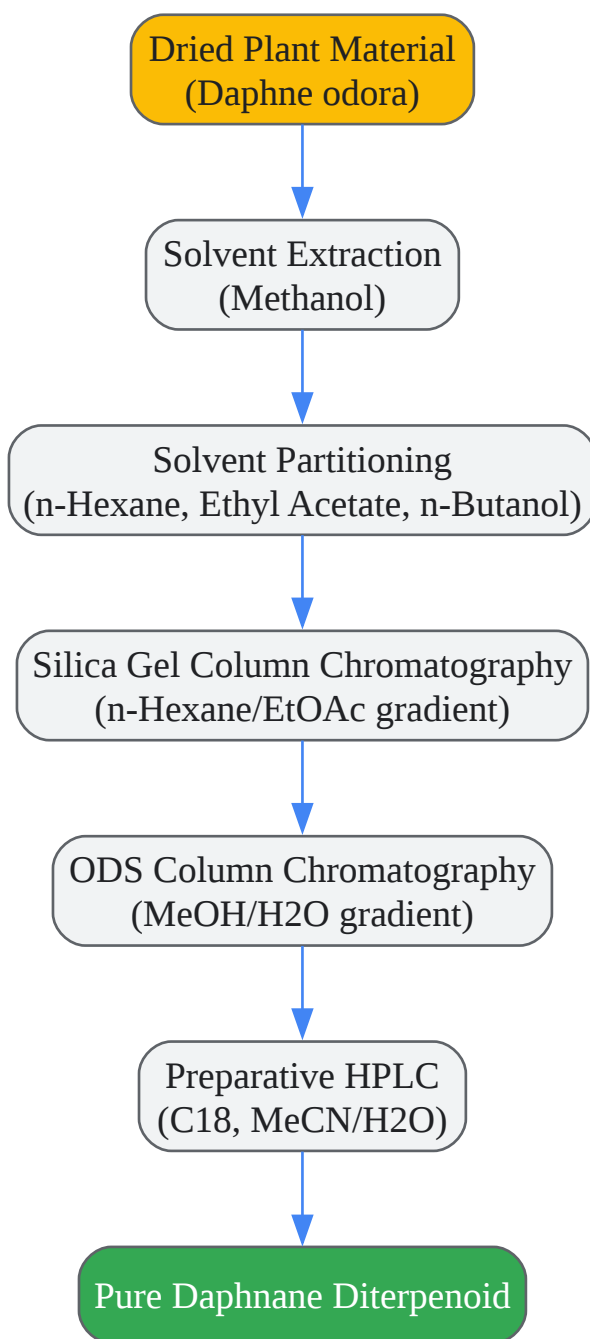 Dried Plant Material
(Daphne odora)
Solvent Extraction
(Methanol)
Solvent Partitioning
(n-Hexane, Ethyl Acetate, n-Butanol)
Silica Gel Column Chromatography
(n-Hexane/EtOAc gradient)
ODS Column Chromatography
(MeOH/H2O gradient)
Preparative HPLC
(C18, MeCN/H2O)
Pure Daphnane Diterpenoid